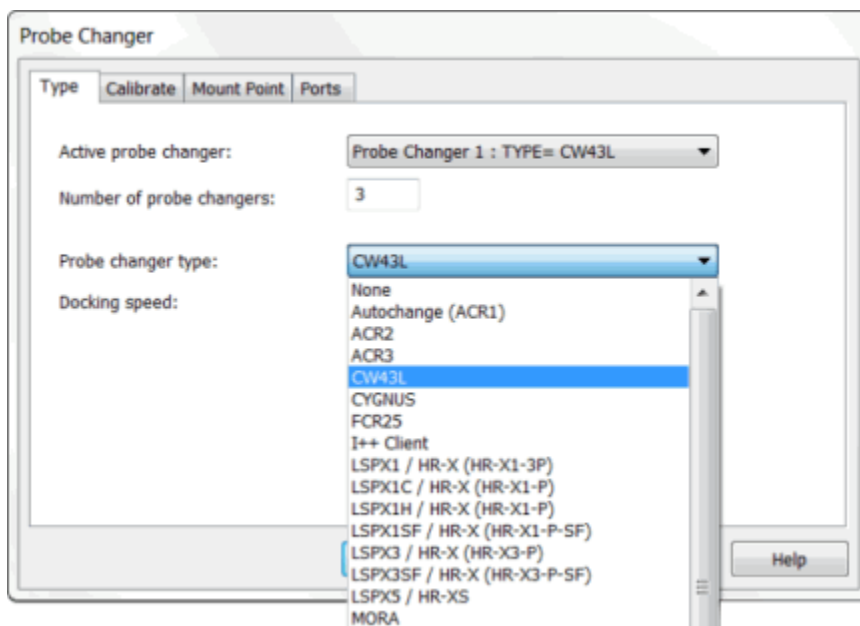 Probe Changer
Type Calibrate Mount Point Ports
Active probe changer: Probe Changer 1 : TYPE= CW43L
Number of probe changers: 3
Probe changer type: CW43L
Docking speed:
None
Autochange (ACR1)
ACR2
ACR3
CW43L
CYGNUS
FCR25
I++ Client
LSPX1 / HR-X (HR-X1-3P)
LSPX1C / HR-X (HR-X1-P)
LSPX1H / HR-X (HR-X1-P)
LSPX1SF / HR-X (HR-X1-P-SF)
LSPX3 / HR-X (HR-X3-P)
LSPX3SF / HR-X (HR-X3-P-SF)
LSPX5 / HR-XS
MORA
Help